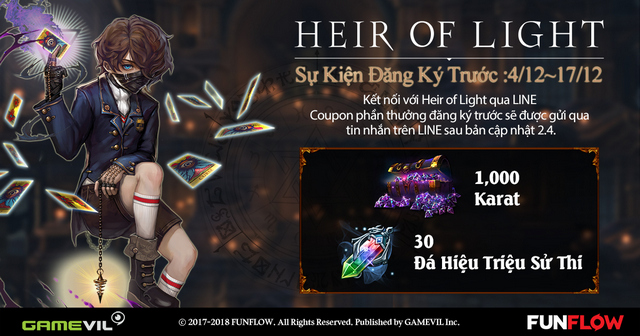 HEIR OF LIGHT
Sự Kiện Đăng Ký Trước :4/12~17/12
Kết nối với Heir of Light qua LINE
Coupon phần thưởng đăng ký trước sẽ được gửi qua
tin nhắn trên LINE sau bản cập nhật 2.4.
1,000
Karat
30
Đá Hiệu Triệu Sứ Thí
GAMEVIL
© 2017-2018 FUNFLOW. All Rights Reserved. Published by GAMEVIL Inc.
FUNFLOW